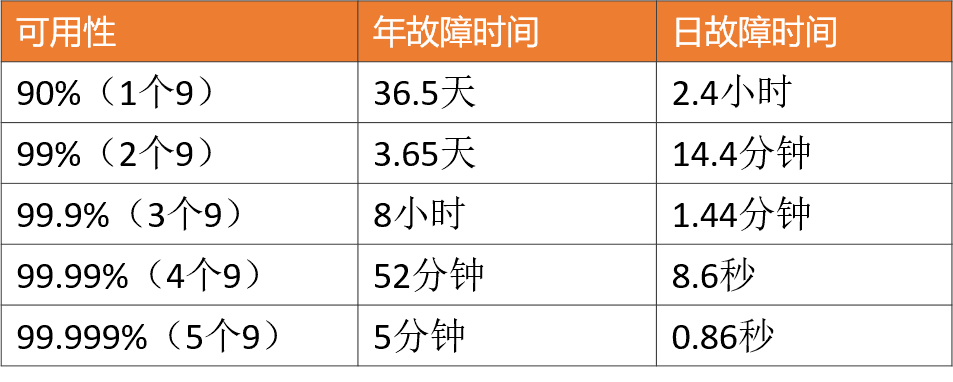 可用性 年故障时间 日故障时间
90%（1个9） 36.5天 2.4小时
99%（2个9） 3.65天 14.4分钟
99.9%（3个9） 8小时 1.44分钟
99.99%（4个9） 52分钟 8.6秒
99.999%（5个9） 5分钟 0.86秒